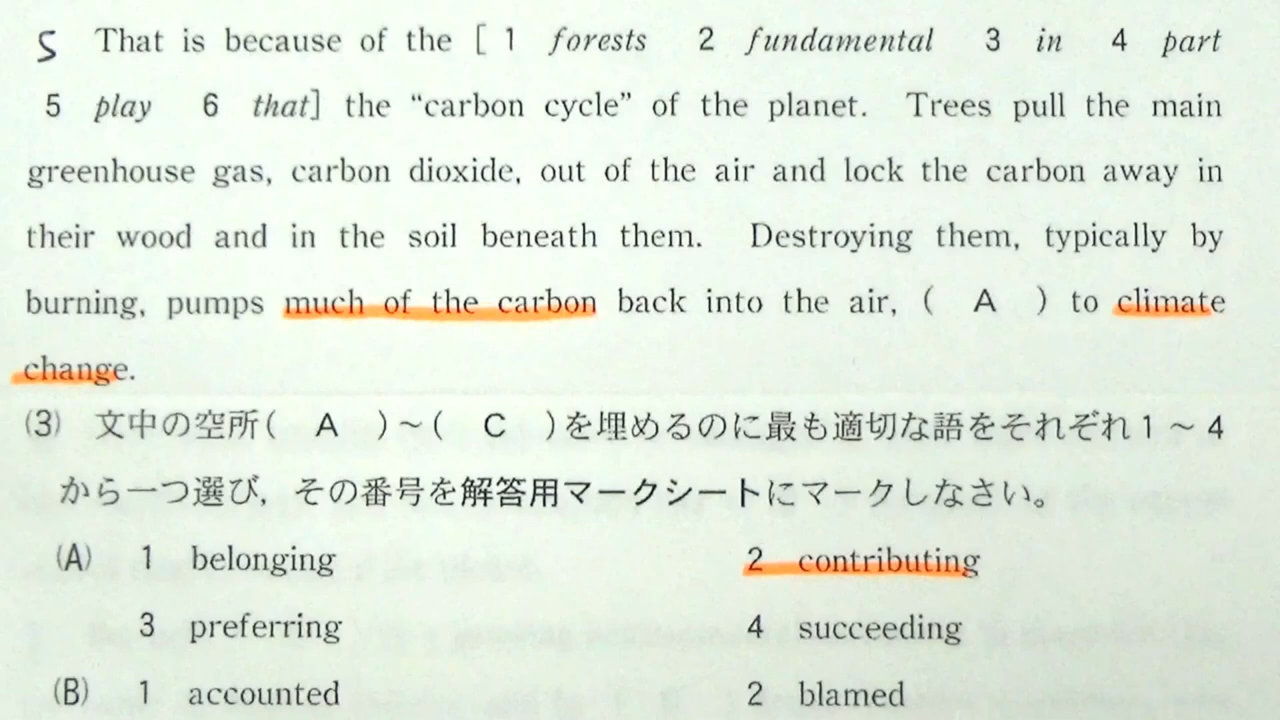 5 That is because of the [ 1 forests 2 fundamental 3 in 4 part
5 play 6 that] the “carbon cycle” of the planet. Trees pull the main
greenhouse gas, carbon dioxide, out of the air and lock the carbon away in
their wood and in the soil beneath them. Destroying them, typically by
burning, pumps much of the carbon back into the air, ( A ) to climate
change.
(3) 文中の空所( A )～( C )を埋めるのに最も適切な語をそれぞれ1～4
から一つ選び，その番号を解答用マークシートにマークしなさい。
(A) 1 belonging 2 contributing
3 preferring 4 succeeding
(B) 1 accounted 2 blamed